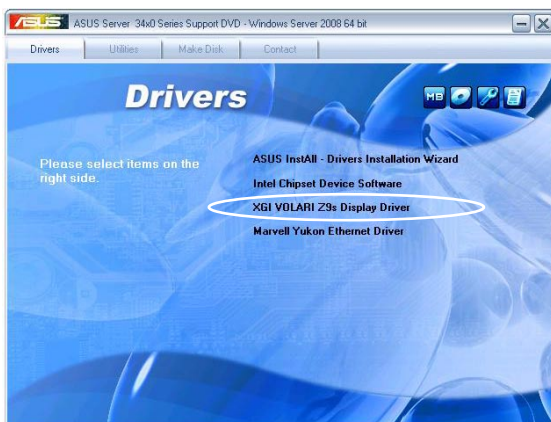 ASUS ASUS Server 34x0 Series Support DVD - Windows Server 2008 64 bit
Drivers Utilities Make Disk Contact
Drivers
MB
Please select items on the
right side.
ASUS InstAll - Drivers Installation Wizard
Intel Chipset Device Software
XGI VOLARI Z9s Display Driver
Marvell Yukon Ethernet Driver